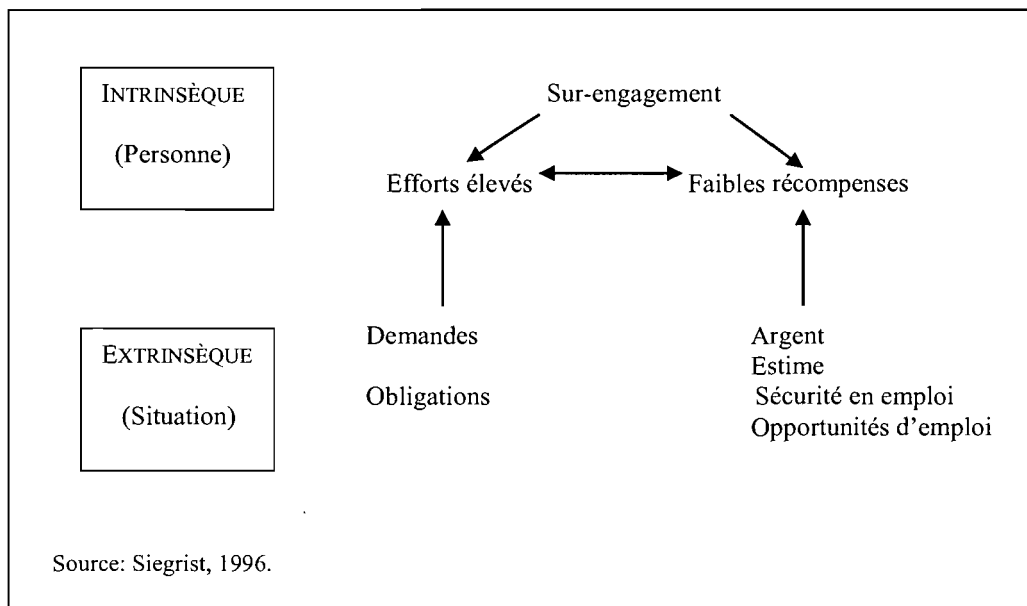 INTRINSÈQUE
(Personne)
Sur-engagement
Efforts élevés
Faibles récompenses
EXTRINSÈQUE
(Situation)
Demandes
Obligations
Argent
Estime
Sécurité en emploi
Opportunités d'emploi
Source: Siegrist, 1996.